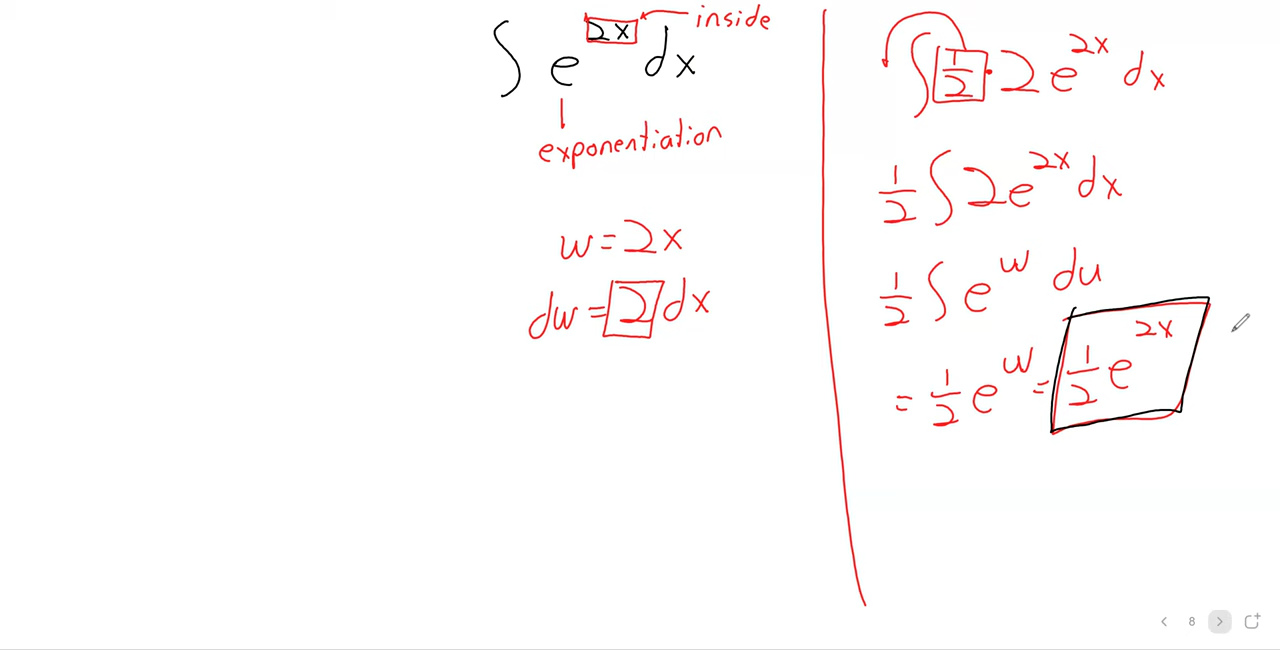 ∫ e^{2x} dx
inside
exponentiation
w = 2x
dw = 2 dx
∫ 1/2 · 2 e^{2x} dx
1/2 ∫ 2e^{2x} dx
1/2 ∫ e^w du
= 1/2 e^w = 1/2 e^{2x}
8